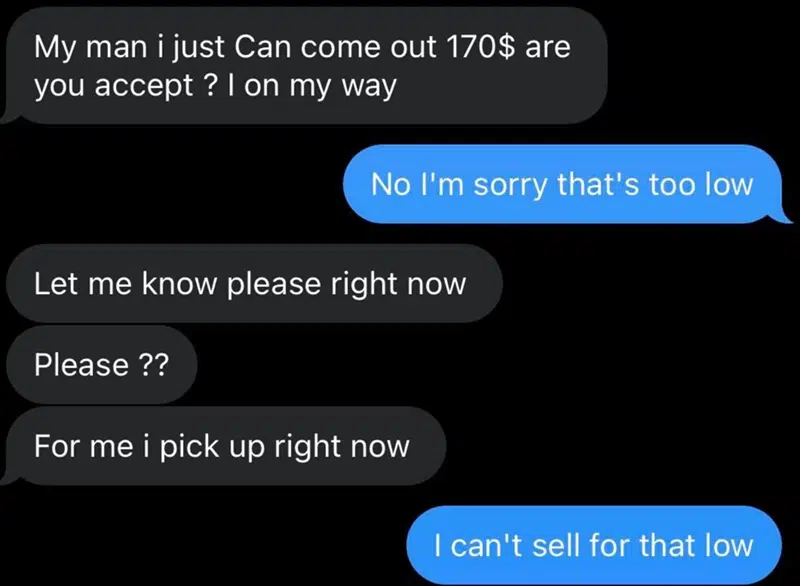 My man i just Can come out 170$ are
you accept ? I on my way
No I'm sorry that's too low
Let me know please right now
Please ??
For me i pick up right now
I can't sell for that low